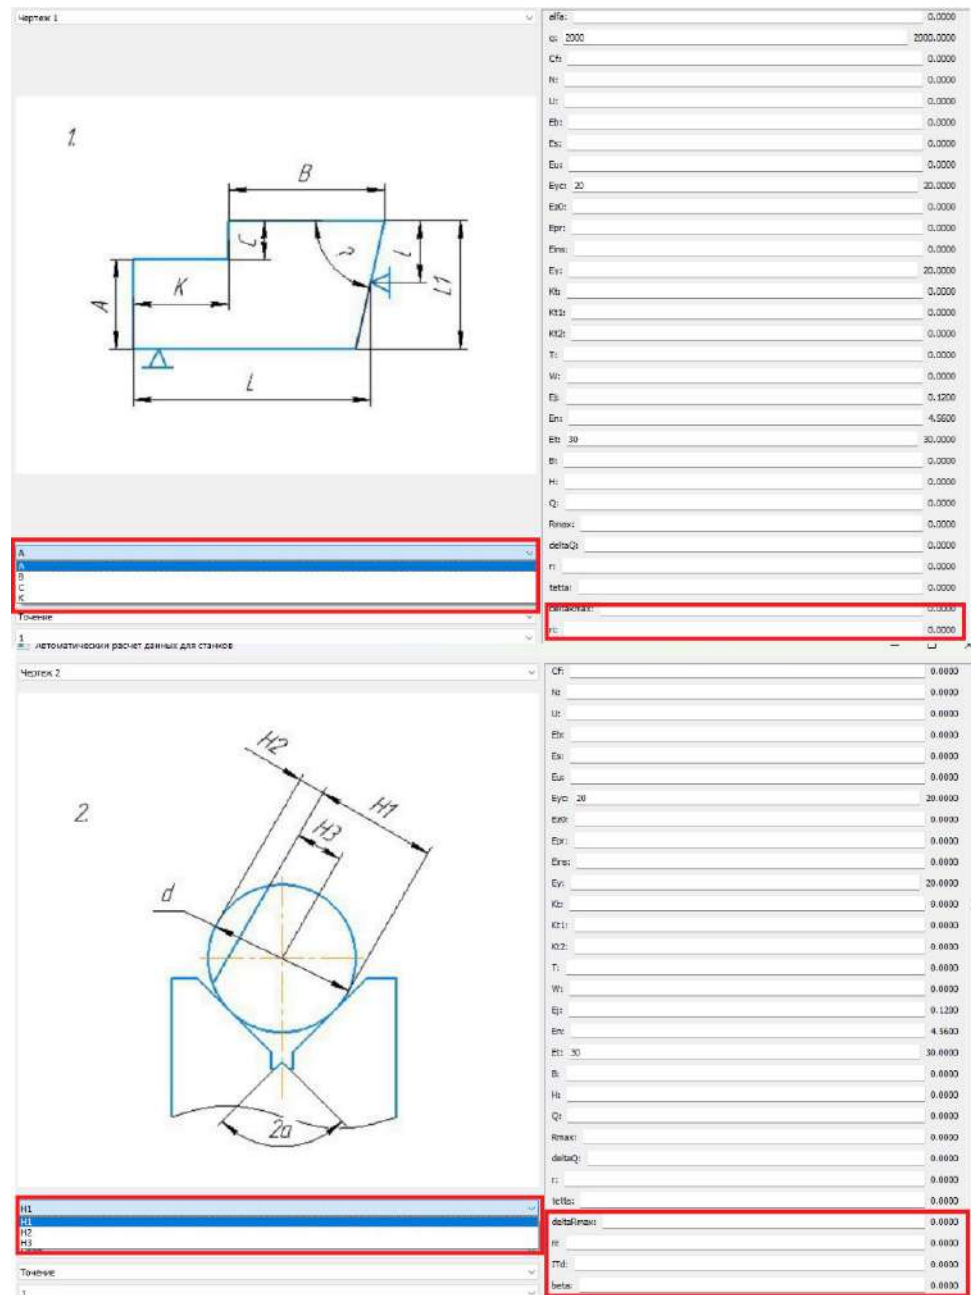 Чертеж 1
1.
B
C
l
A
K
L1
L
A
A
B
C
K
Точение
1
alfa: 0.0000
q: 2000 2000.0000
Cf: 0.0000
N: 0.0000
U: 0.0000
Eb: 0.0000
Es: 0.0000
Eu: 0.0000
Eyc: 20 20.0000
Ez0: 0.0000
Epr: 0.0000
Eins: 0.0000
Ey: 20.0000
Kt: 0.0000
Kt1: 0.0000
Kt2: 0.0000
T: 0.0000
W: 0.0000
Ej: 0.1200
En: 4.5600
Et: 30 30.0000
B: 0.0000
H: 0.0000
Q: 0.0000
Rmax: 0.0000
deltaQ: 0.0000
r: 0.0000
tetta: 0.0000
deltaRmax: 0.0000
0.0000
Автоматический расчет данных для станков
Чертеж 2
2.
H2
H1
H3
d
2a
H1
H1
H2
H3
Точение
1
Cf: 0.0000
N: 0.0000
U: 0.0000
Eb: 0.0000
Es: 0.0000
Eu: 0.0000
Eyc: 20 20.0000
Ez0: 0.0000
Epr: 0.0000
Eins: 0.0000
Ey: 20.0000
Kt: 0.0000
Kt1: 0.0000
Kt2: 0.0000
T: 0.0000
W: 0.0000
Ej: 0.1200
En: 4.5600
Et: 30 30.0000
B: 0.0000
H: 0.0000
Q: 0.0000
Rmax: 0.0000
deltaQ: 0.0000
r: 0.0000
tetta: 0.0000
deltaRmax: 0.0000
0.0000
ITd: 0.0000
beta: 0.0000